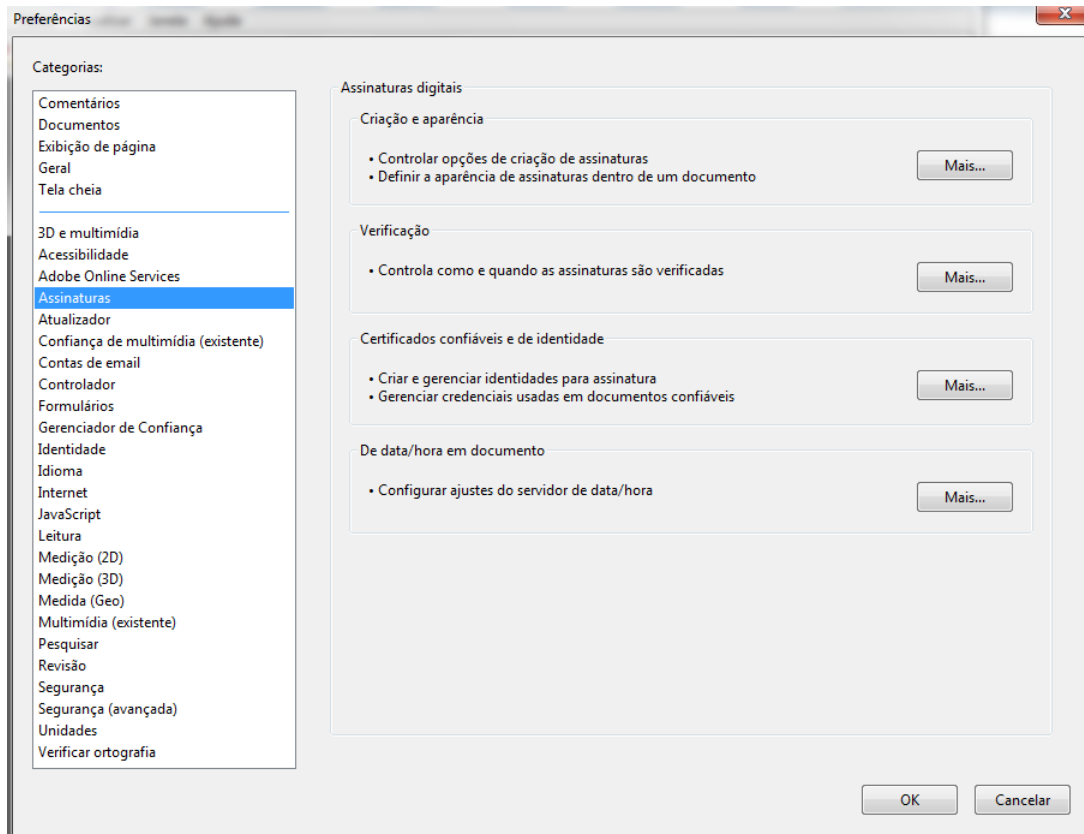 Preferências
Ajuda
Categorias:
Comentários
Documentos
Exibição de página
Geral
Tela cheia
3D e multimídia
Acessibilidade
Adobe Online Services
Assinaturas
Atualizador
Confiança de multimídia (existente)
Contas de email
Controlador
Formulários
Gerenciador de Confiança
Identidade
Idioma
Internet
JavaScript
Leitura
Medição (2D)
Medição (3D)
Medida (Geo)
Multimídia (existente)
Pesquisar
Revisão
Segurança
Segurança (avançada)
Unidades
Verificar ortografia
Assinaturas digitais
Criação e aparência
• Controlar opções de criação de assinaturas
• Definir a aparência de assinaturas dentro de um documento
Mais...
Verificação
• Controla como e quando as assinaturas são verificadas
Mais...
Certificados confiáveis e de identidade
• Criar e gerenciar identidades para assinatura
• Gerenciar credenciais usadas em documentos confiáveis
Mais...
De data/hora em documento
• Configurar ajustes do servidor de data/hora
Mais...
OK
Cancelar